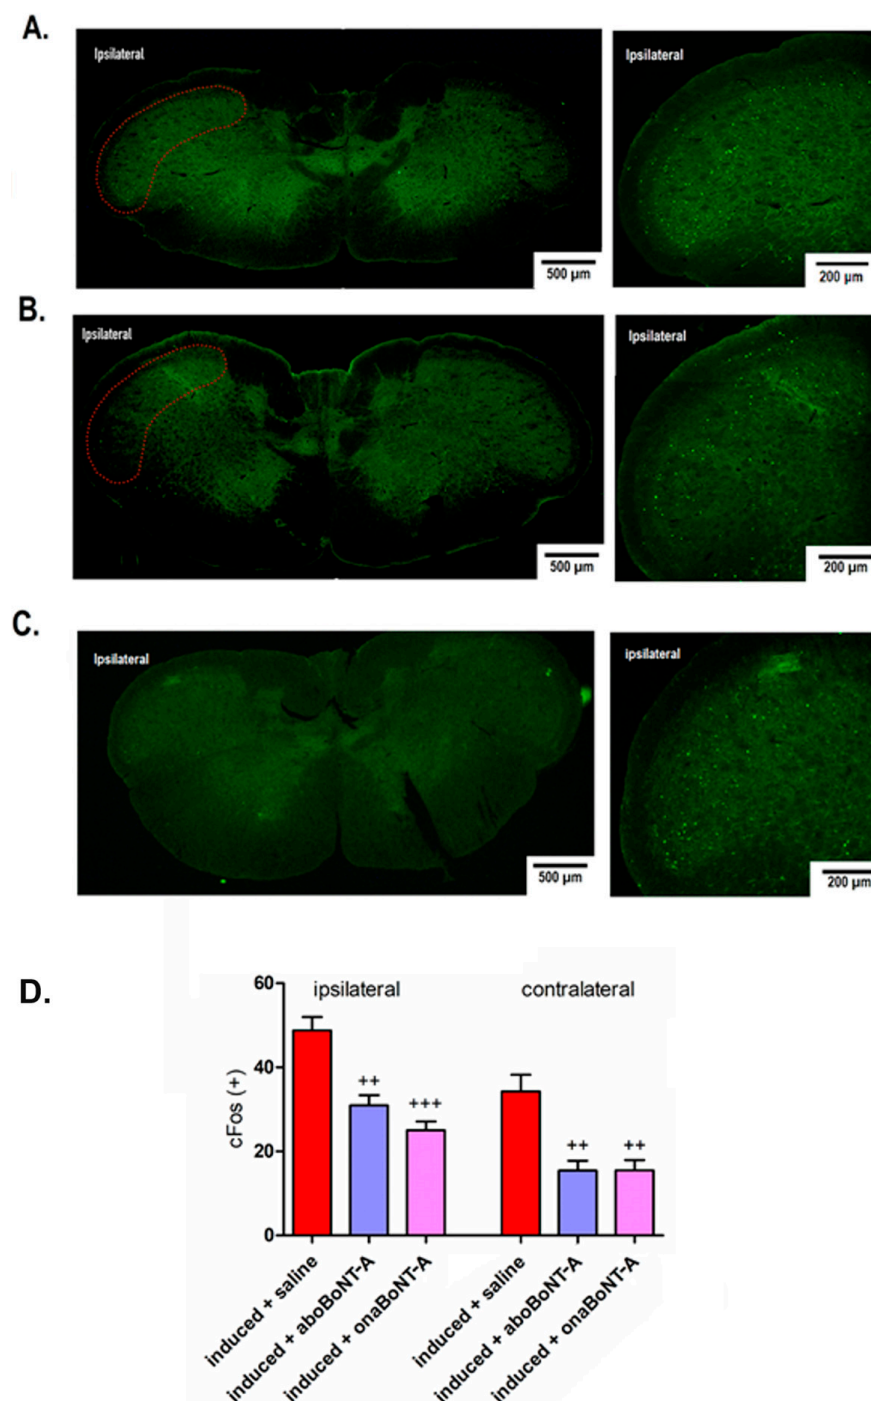 A.
Ipsilateral
500 µm
Ipsilateral
200 µm
B.
Ipsilateral
500 µm
Ipsilateral
200 µm
C.
Ipsilateral
500 µm
ipsilateral
200 µm
D.
ipsilateral
contralateral
60
40
20
0
cFos (+)
++
+++
++
++
induced + saline
induced + aboBoNT-A
induced + onaBoNT-A
induced + saline
induced + aboBoNT-A
induced + onaBoNT-A